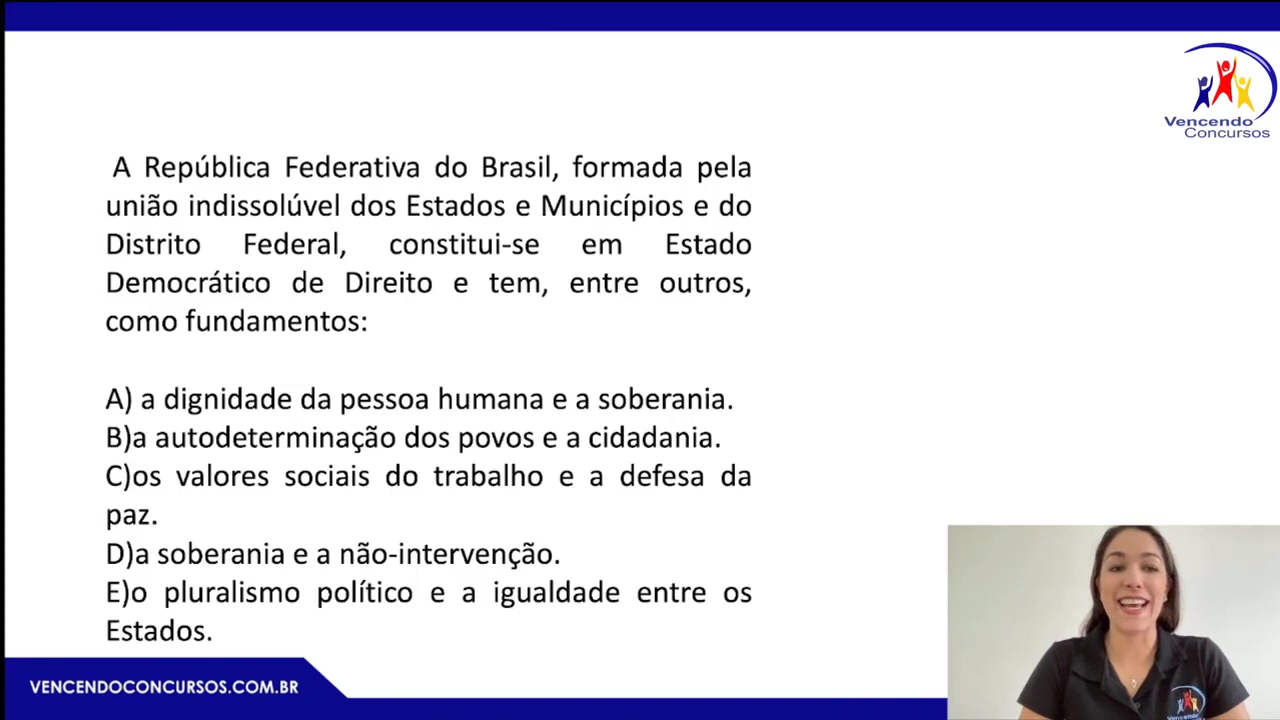 Vencendo
Concursos
A República Federativa do Brasil, formada pela
união indissolúvel dos Estados e Municípios e do
Distrito Federal, constitui-se em Estado
Democrático de Direito e tem, entre outros,
como fundamentos:
A) a dignidade da pessoa humana e a soberania.
B)a autodeterminação dos povos e a cidadania.
C)os valores sociais do trabalho e a defesa da
paz.
D)a soberania e a não-intervenção.
E)o pluralismo político e a igualdade entre os
Estados.
VENCENDOCONCURSOS.COM.BR
Vencendo